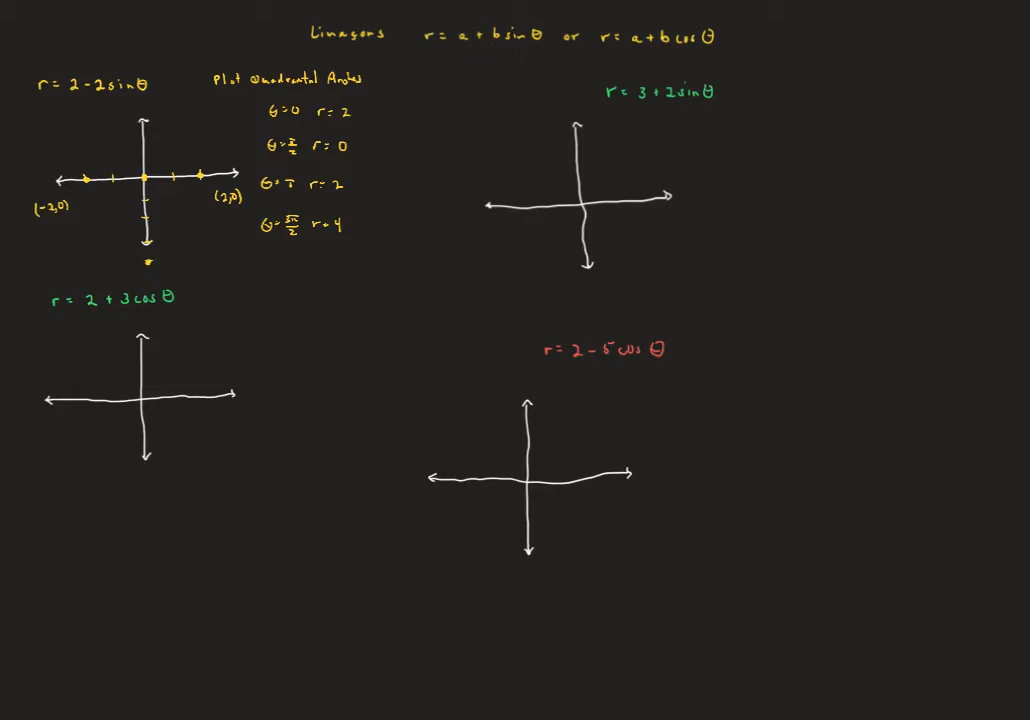 Limaçons r = a + b sin θ or r = a + b cos θ
r = 2 - 2 sin θ
Plot Quadrantal Angles
θ = 0 r = 2
θ = π/2 r = 0
θ = π r = 2
θ = 3π/2 r = 4
(-2,0)
(2,0)
r = 3 + 2 sin θ
r = 2 + 3 cos θ
r = 2 - 5 cos θ